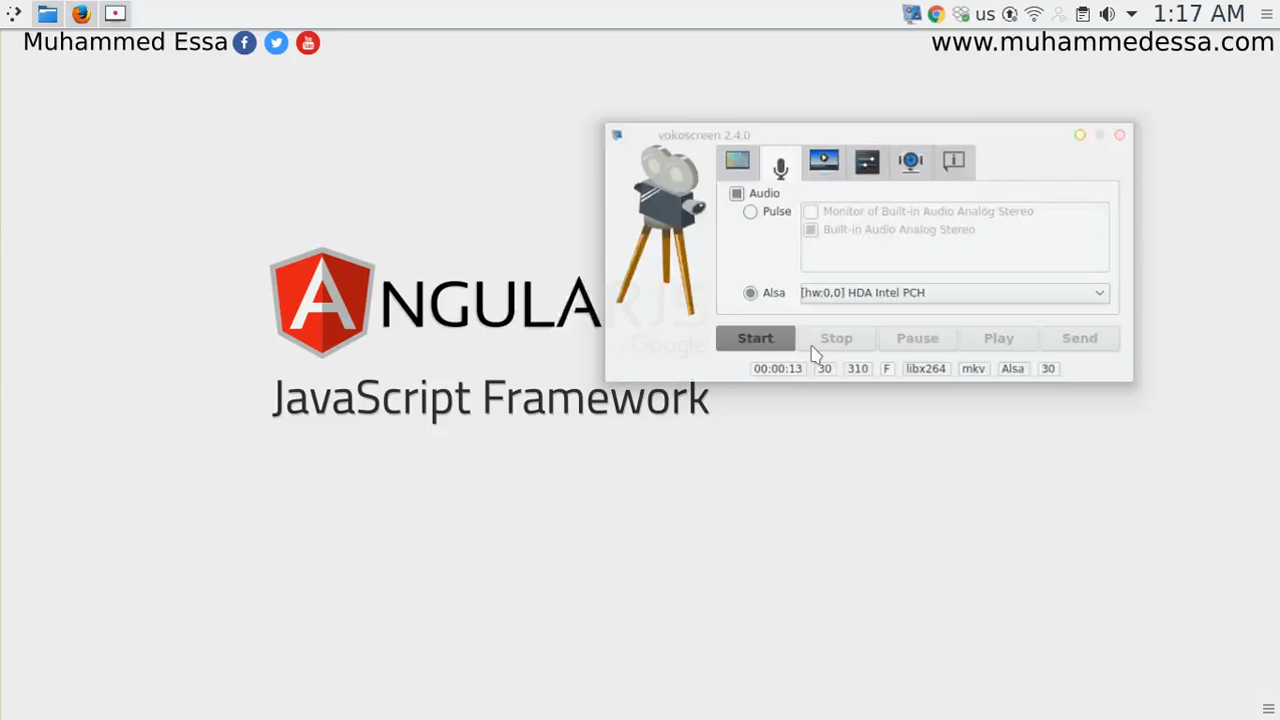 us
1:17 AM
Muhammed Essa
www.muhammedessa.com
vokoscreen 2.4.0
Audio
Pulse
Monitor of Built-in Audio Analog Stereo
Built-in Audio Analog Stereo
Alsa
[hw:0,0] HDA Intel PCH
Start
Stop
Pause
Play
Send
00:00:13
30
310
F
libx264
mkv
Alsa
30
ANGULARJS
Google
JavaScript Framework